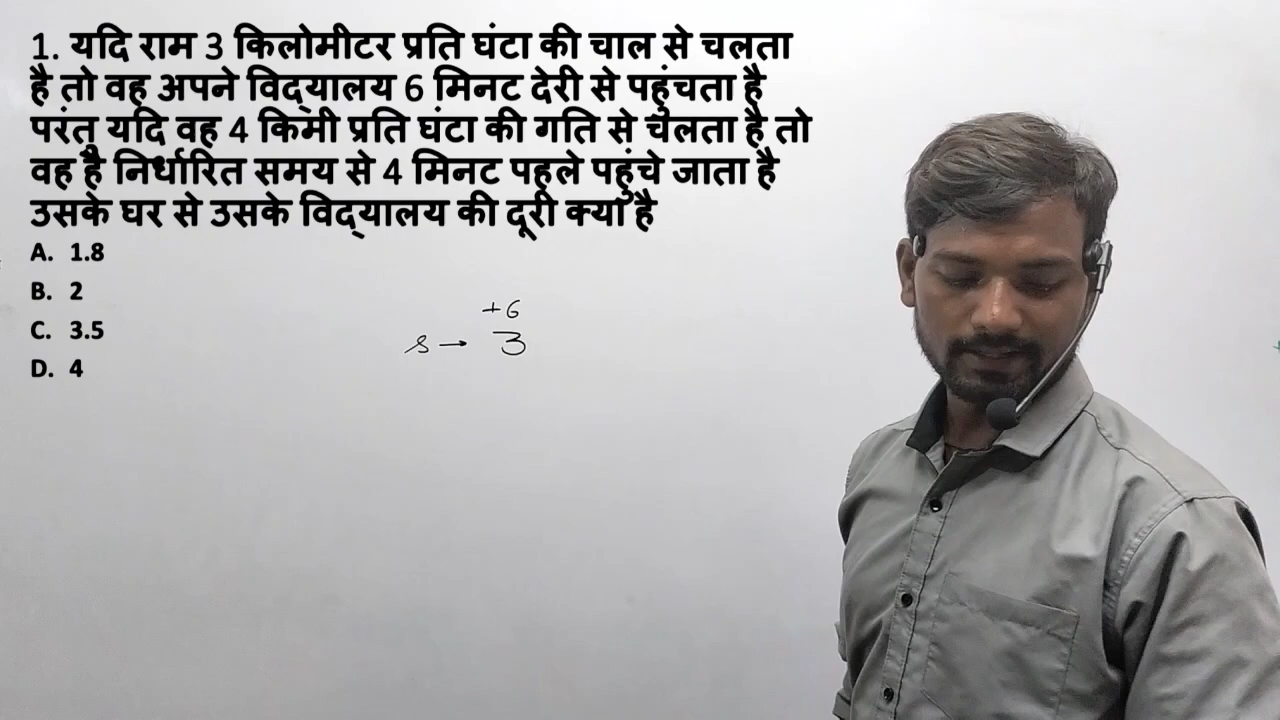 1. यदि राम 3 किलोमीटर प्रति घंटा की चाल से चलता
है तो वह अपने विद्यालय 6 मिनट देरी से पहुंचता है
परंतु यदि वह 4 किमी प्रति घंटा की गति से चलता है तो
वह है निर्धारित समय से 4 मिनट पहले पहुंचे जाता है
उसके घर से उसके विद्यालय की दूरी क्या है
A. 1.8
B. 2
C. 3.5
D. 4
+6
s → 3